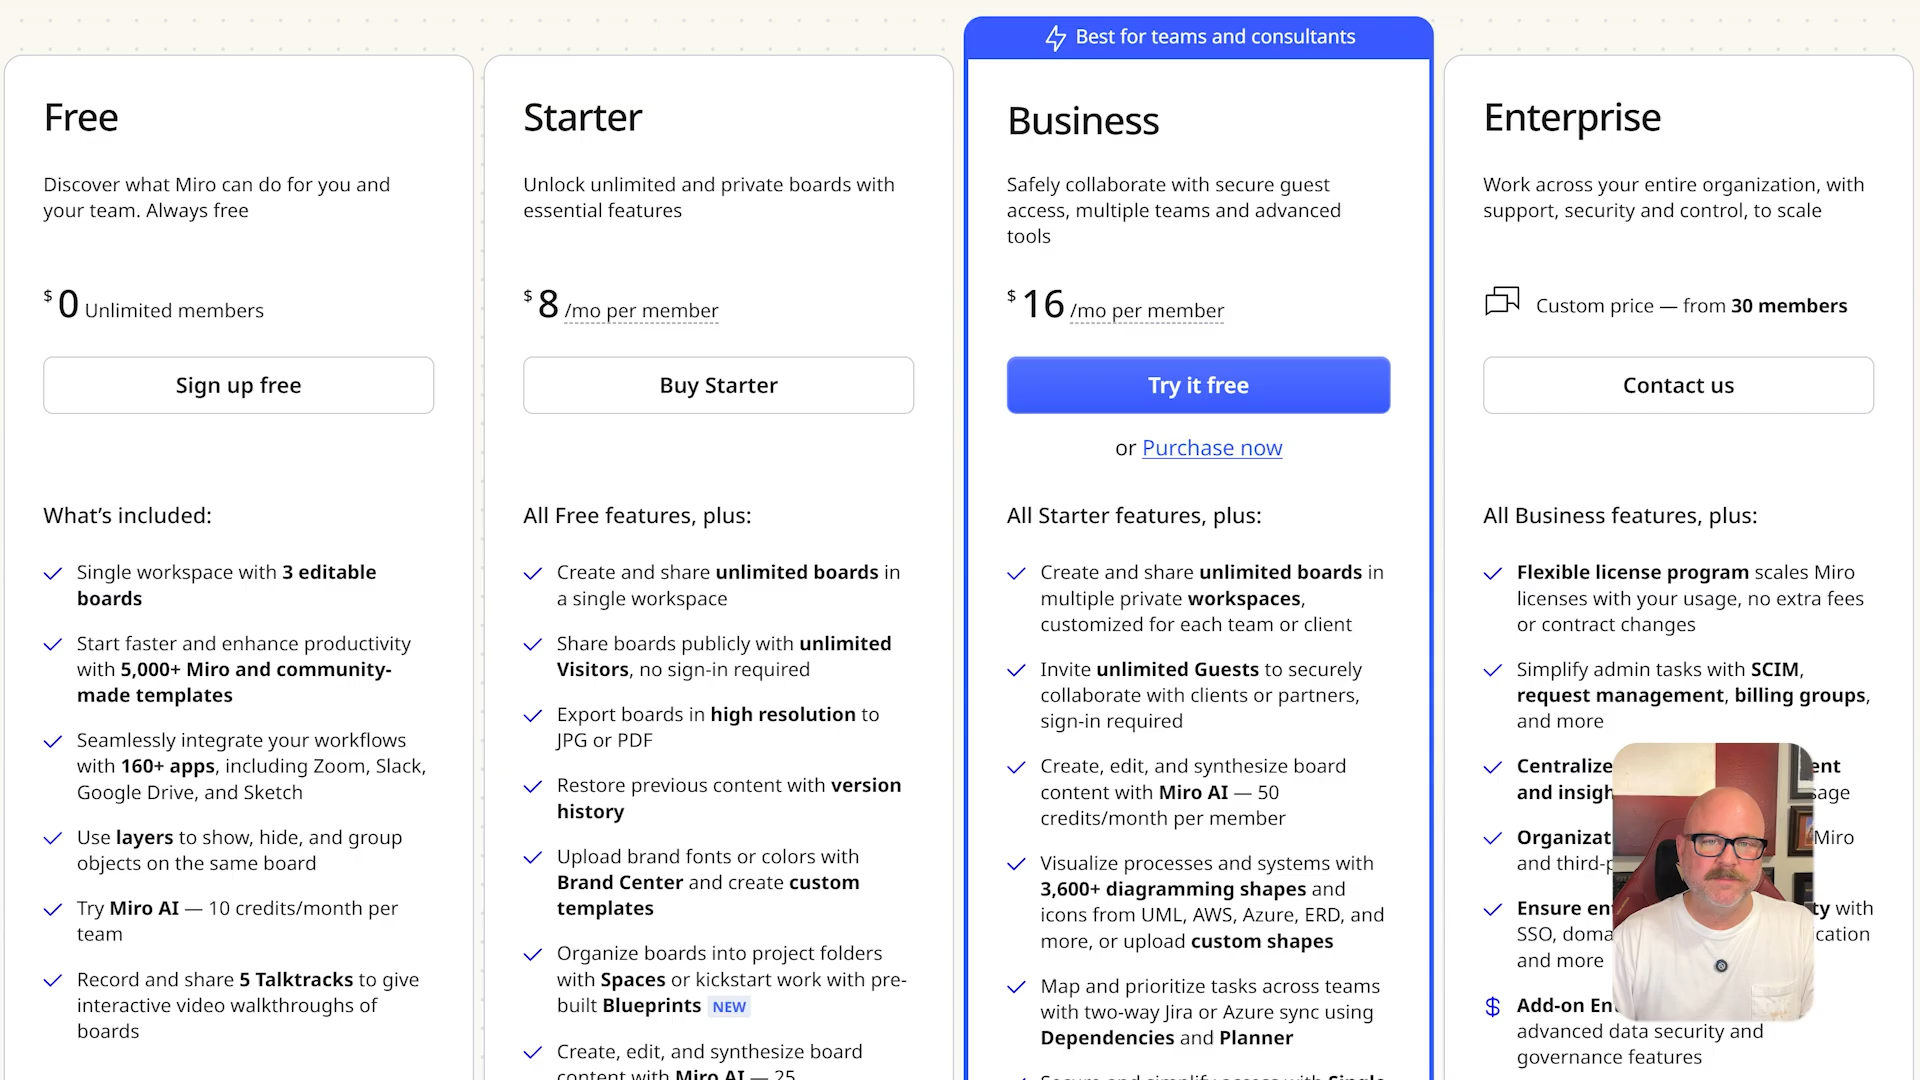 Free
Discover what Miro can do for you and
your team. Always free
$ 0 Unlimited members
Sign up free
What’s included:
Single workspace with 3 editable
boards
Start faster and enhance productivity
with 5,000+ Miro and community-
made templates
Seamlessly integrate your workflows
with 160+ apps, including Zoom, Slack,
Google Drive, and Sketch
Use layers to show, hide, and group
objects on the same board
Try Miro AI — 10 credits/month per
team
Record and share 5 Talktracks to give
interactive video walkthroughs of
boards
Starter
Unlock unlimited and private boards with
essential features
$ 8 /mo per member
Buy Starter
All Free features, plus:
Create and share unlimited boards in
a single workspace
Share boards publicly with unlimited
Visitors, no sign-in required
Export boards in high resolution to
JPG or PDF
Restore previous content with version
history
Upload brand fonts or colors with
Brand Center and create custom
templates
Organize boards into project folders
with Spaces or kickstart work with pre-
built Blueprints NEW
Create, edit, and synthesize board
content with Miro AI — 25
Best for teams and consultants
Business
Safely collaborate with secure guest
access, multiple teams and advanced
tools
$ 16 /mo per member
Try it free
or Purchase now
All Starter features, plus:
Create and share unlimited boards in
multiple private workspaces,
customized for each team or client
Invite unlimited Guests to securely
collaborate with clients or partners,
sign-in required
Create, edit, and synthesize board
content with Miro AI — 50
credits/month per member
Visualize processes and systems with
3,600+ diagramming shapes and
icons from UML, AWS, Azure, ERD, and
more, or upload custom shapes
Map and prioritize tasks across teams
with two-way Jira or Azure sync using
Dependencies and Planner
Secure and simplify access with Single
Enterprise
Work across your entire organization, with
support, security and control, to scale
Custom price — from 30 members
Contact us
All Business features, plus:
Flexible license program scales Miro
licenses with your usage, no extra fees
or contract changes
Simplify admin tasks with SCIM,
request management, billing groups,
and more
and
Miro
and
Ensure with
SSO,
and more
$ Add-on
advanced data security and
governance features